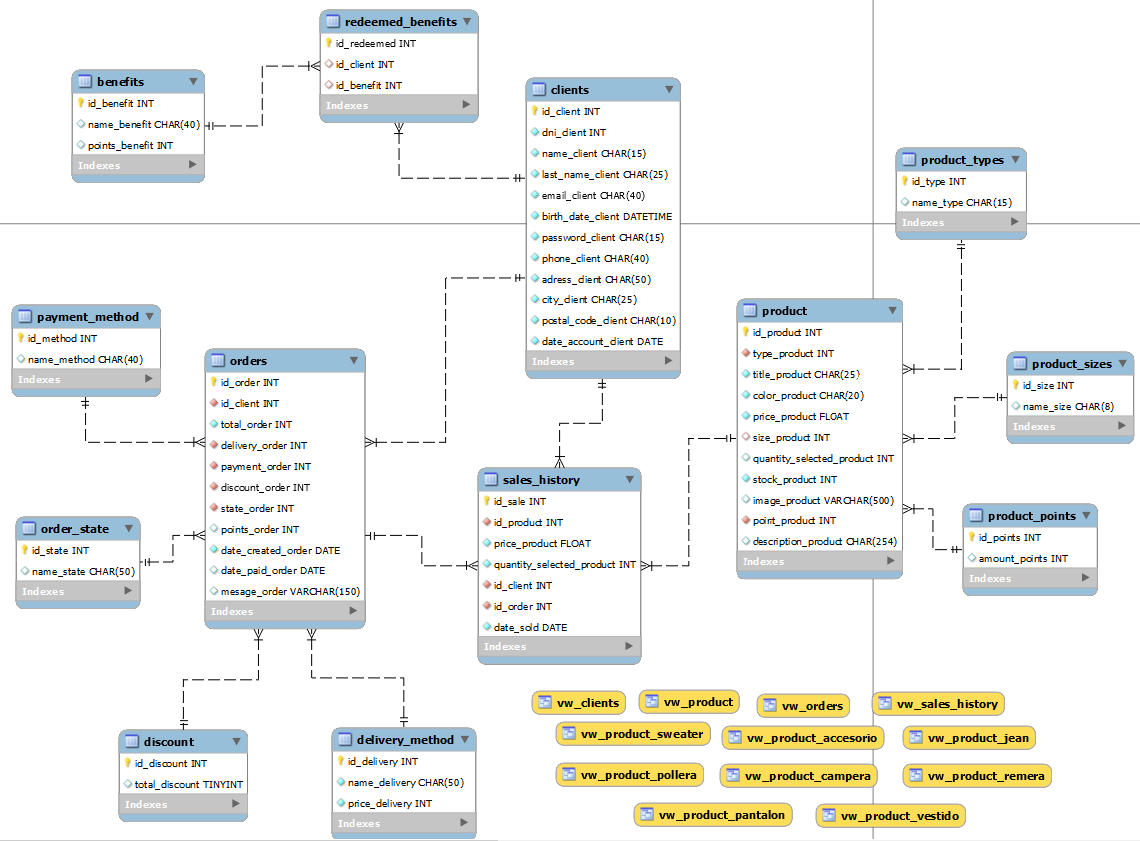 redeemed_benefits
id_redeemed INT
id_client INT
id_benefit INT
Indexes
benefits
id_benefit INT
name_benefit CHAR(40)
points_benefit INT
Indexes
clients
id_client INT
dni_client INT
name_client CHAR(15)
last_name_client CHAR(25)
email_client CHAR(40)
birth_date_client DATETIME
password_client CHAR(15)
phone_client CHAR(40)
adress_client CHAR(50)
city_client CHAR(25)
postal_code_client CHAR(10)
date_account_client DATE
Indexes
product_types
id_type INT
name_type CHAR(15)
Indexes
payment_method
id_method INT
name_method CHAR(40)
Indexes
orders
id_order INT
id_client INT
total_order INT
delivery_order INT
payment_order INT
discount_order INT
state_order INT
points_order INT
date_created_order DATE
date_paid_order DATE
mesage_order VARCHAR(150)
Indexes
product
id_product INT
type_product INT
title_product CHAR(25)
color_product CHAR(20)
price_product FLOAT
size_product INT
quantity_selected_product INT
stock_product INT
image_product VARCHAR(500)
point_product INT
description_product CHAR(254)
Indexes
product_sizes
id_size INT
name_size CHAR(8)
Indexes
order_state
id_state INT
name_state CHAR(50)
Indexes
sales_history
id_sale INT
id_product INT
price_product FLOAT
quantity_selected_product INT
id_client INT
id_order INT
date_sold DATE
Indexes
product_points
id_points INT
amount_points INT
Indexes
discount
id_discount INT
total_discount TINYINT
Indexes
delivery_method
id_delivery INT
name_delivery CHAR(50)
price_delivery INT
Indexes
vw_clients
vw_product
vw_orders
vw_sales_history
vw_product_sweater
vw_product_accesorio
vw_product_jean
vw_product_pollera
vw_product_campera
vw_product_remera
vw_product_pantalon
vw_product_vestido